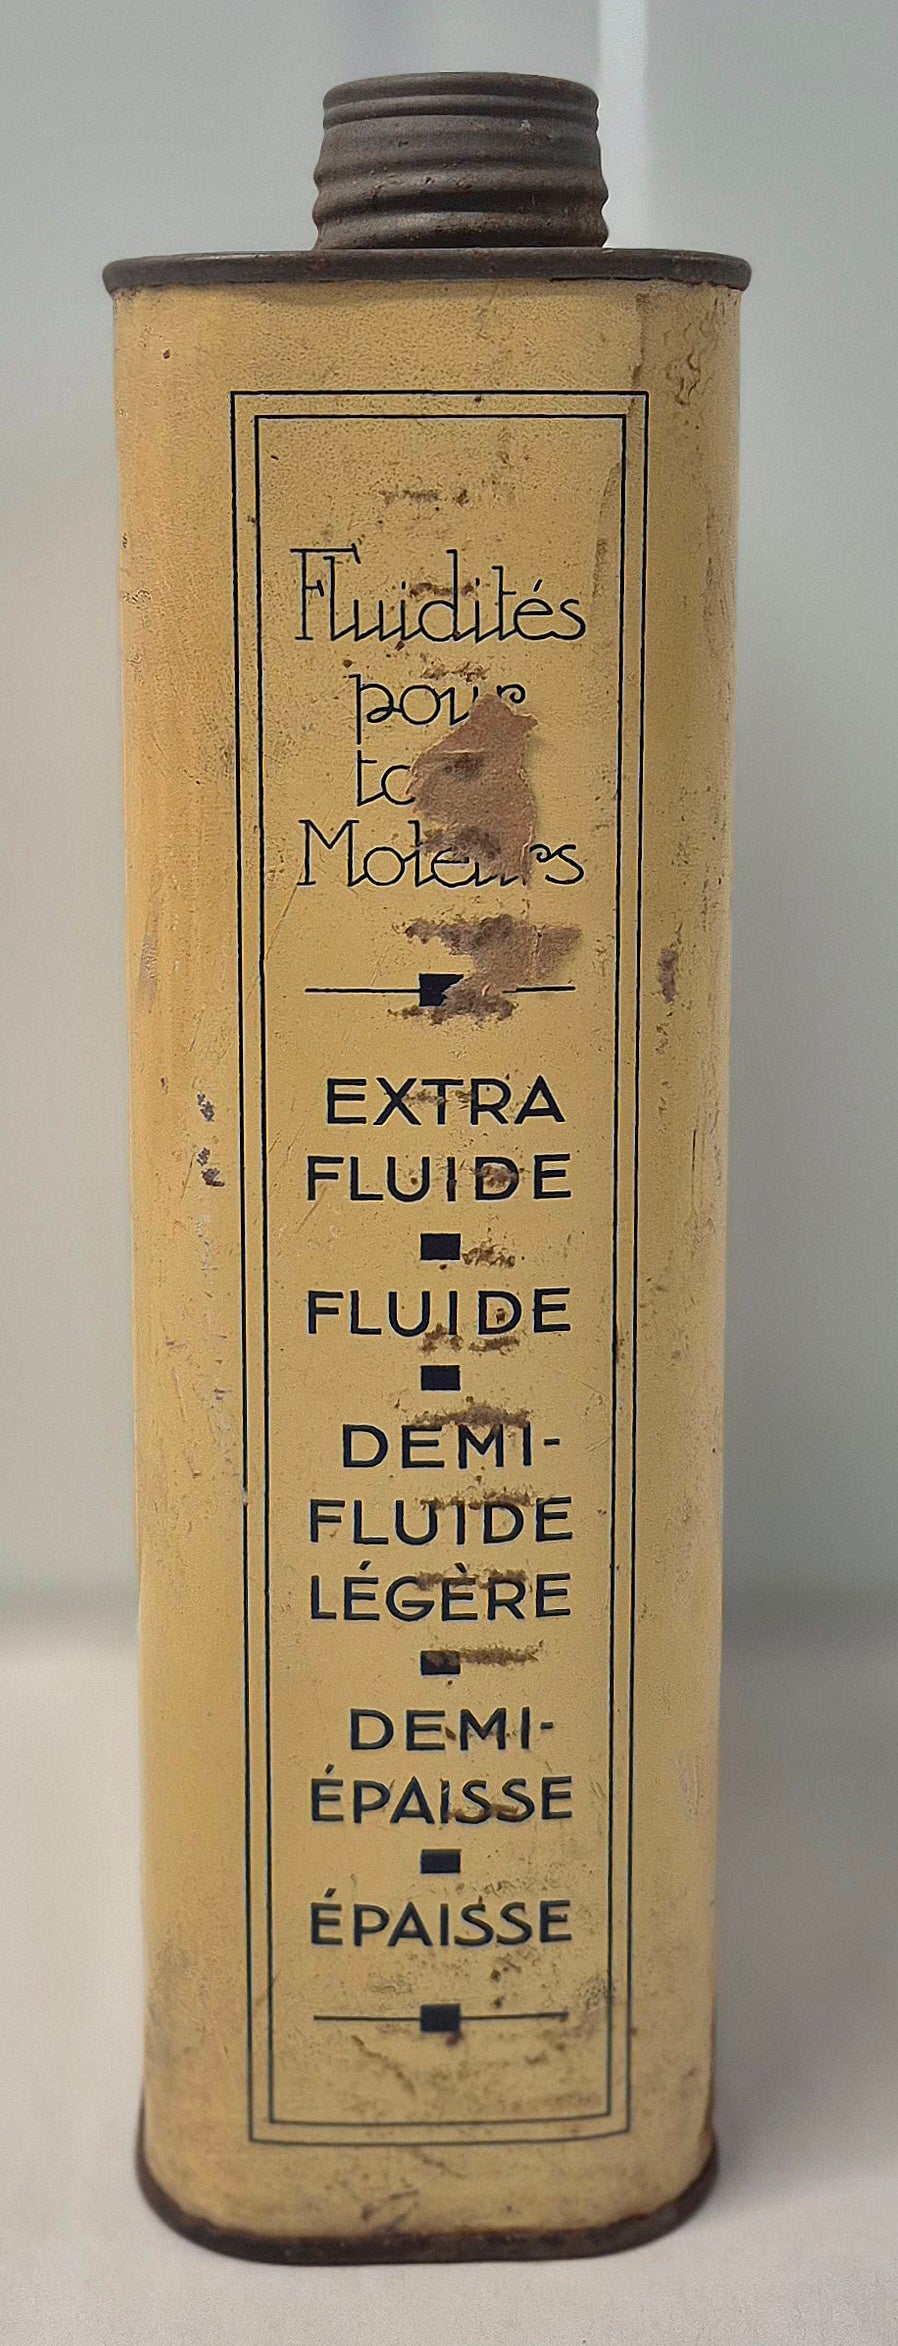 Fluidités
pour
Moteurs
EXTRA
FLUIDE
FLUIDE
DEMI-
FLUIDE
LÉGÈRE
DEMI-
ÉPAISSE
ÉPAISSE